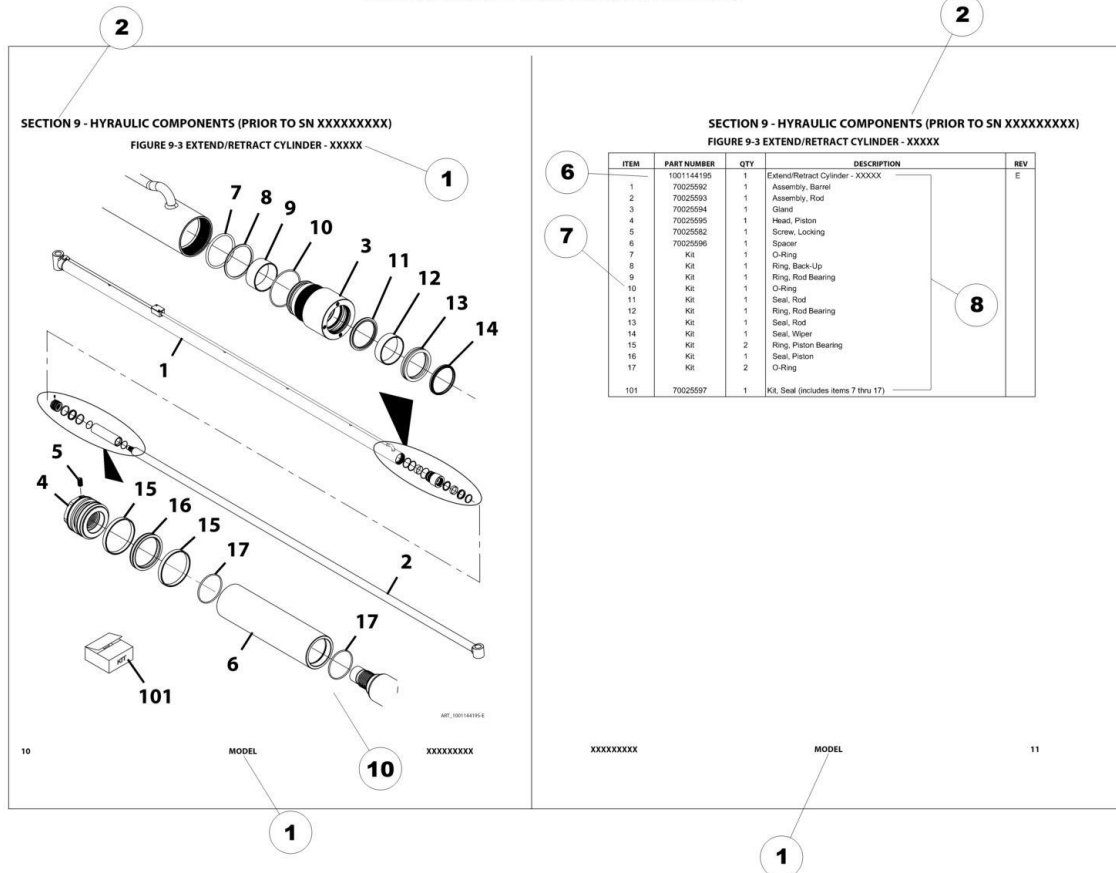 2
2
SECTION 9 - HYRAULIC COMPONENTS (PRIOR TO SN XXXXXXXXX)
FIGURE 9-3 EXTEND/RETRACT CYLINDER - XXXXX
1
7
8
9
10
3
11
12
13
14
1
5
4
15
16
15
17
2
6
17
KIT
101
ART_1001144195-E
10 MODEL XXXXXXXXX
10
1
SECTION 9 - HYRAULIC COMPONENTS (PRIOR TO SN XXXXXXXXX)
FIGURE 9-3 EXTEND/RETRACT CYLINDER - XXXXX
ITEM PART NUMBER QTY DESCRIPTION REV
1001144195 1 Extend/Retract Cylinder - XXXXX E
1 70025592 1 Assembly, Barrel
2 70025593 1 Assembly, Rod
3 70025594 1 Gland
4 70025595 1 Head, Piston
5 70025582 1 Screw, Locking
6 70025596 1 Spacer
7 Kit 1 O-Ring
8 Kit 1 Ring, Back-Up
9 Kit 1 Ring, Rod Bearing
10 Kit 1 O-Ring
11 Kit 1 Seal, Rod
12 Kit 1 Ring, Rod Bearing
13 Kit 1 Seal, Rod
14 Kit 1 Seal, Wiper
15 Kit 2 Ring, Piston Bearing
16 Kit 1 Seal, Piston
17 Kit 2 O-Ring
101 70025597 1 Kit, Seal (includes items 7 thru 17)
6
7
8
XXXXXXXXX MODEL 11
1